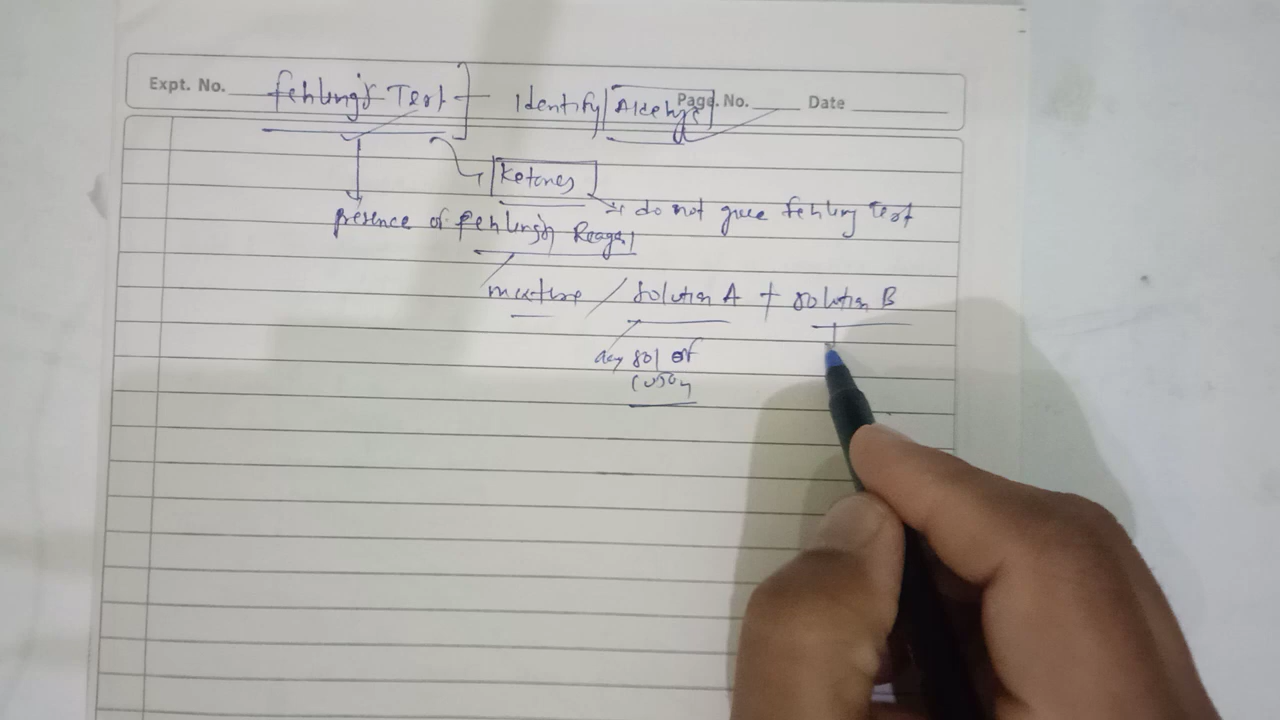 Expt. No. Fehling's Test Identify Aldehyde Page. No. Date
Ketones
do not give fehling Test
presence of Fehling's Reagent
mixture / solution A + solution B
aq sol of
CuSO4